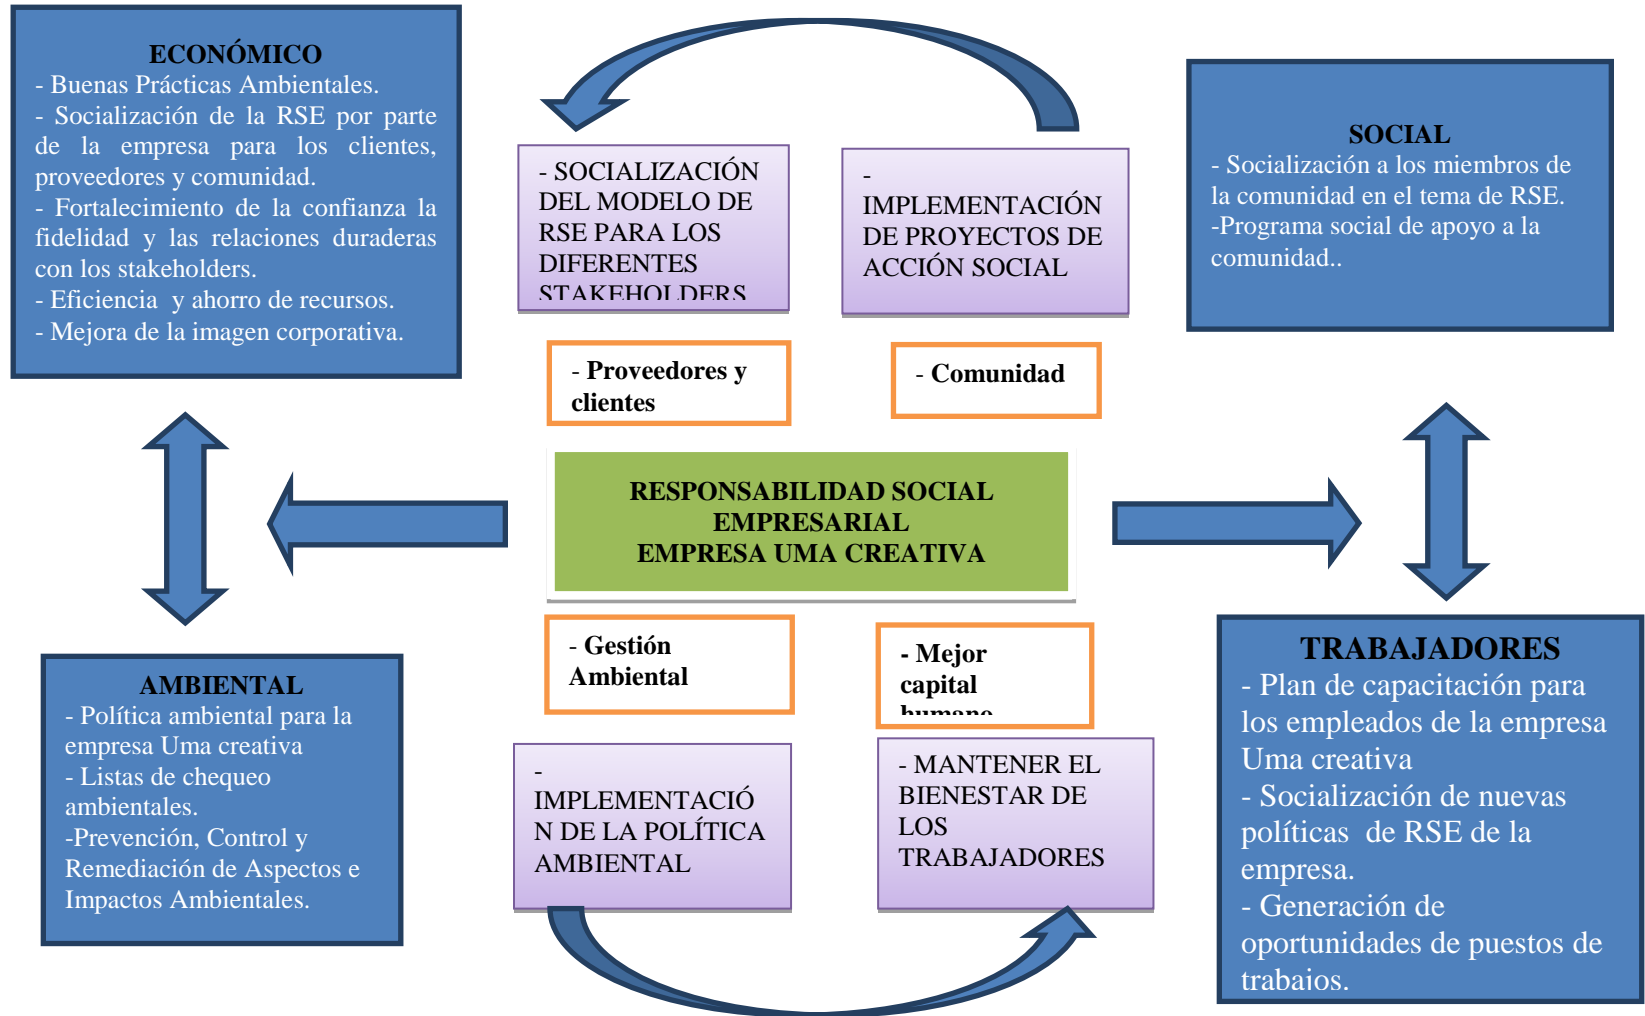 ECONÓMICO
- Buenas Prácticas Ambientales.
- Socialización de la RSE por parte
de la empresa para los clientes,
proveedores y comunidad.
- Fortalecimiento de la confianza la
fidelidad y las relaciones duraderas
con los stakeholders.
- Eficiencia  y ahorro de recursos.
- Mejora de la imagen corporativa.
- SOCIALIZACIÓN
DEL MODELO DE
RSE PARA LOS
DIFERENTES
STAKEHOLDERS
-
IMPLEMENTACIÓN
DE PROYECTOS DE
ACCIÓN SOCIAL
SOCIAL
- Socialización a los miembros de
la comunidad en el tema de RSE.
-Programa social de apoyo a la
comunidad..
- Proveedores y
clientes
- Comunidad
RESPONSABILIDAD SOCIAL
EMPRESARIAL
EMPRESA UMA CREATIVA
- Gestión
Ambiental
- Mejor
capital
humano
AMBIENTAL
- Política ambiental para la
empresa Uma creativa
- Listas de chequeo
ambientales.
-Prevención, Control y
Remediación de Aspectos e
Impactos Ambientales.
-
IMPLEMENTACIÓ
N DE LA POLÍTICA
AMBIENTAL
- MANTENER EL
BIENESTAR DE
LOS
TRABAJADORES
TRABAJADORES
- Plan de capacitación para
los empleados de la empresa
Uma creativa
- Socialización de nuevas
políticas  de RSE de la
empresa.
- Generación de
oportunidades de puestos de
trabajos.